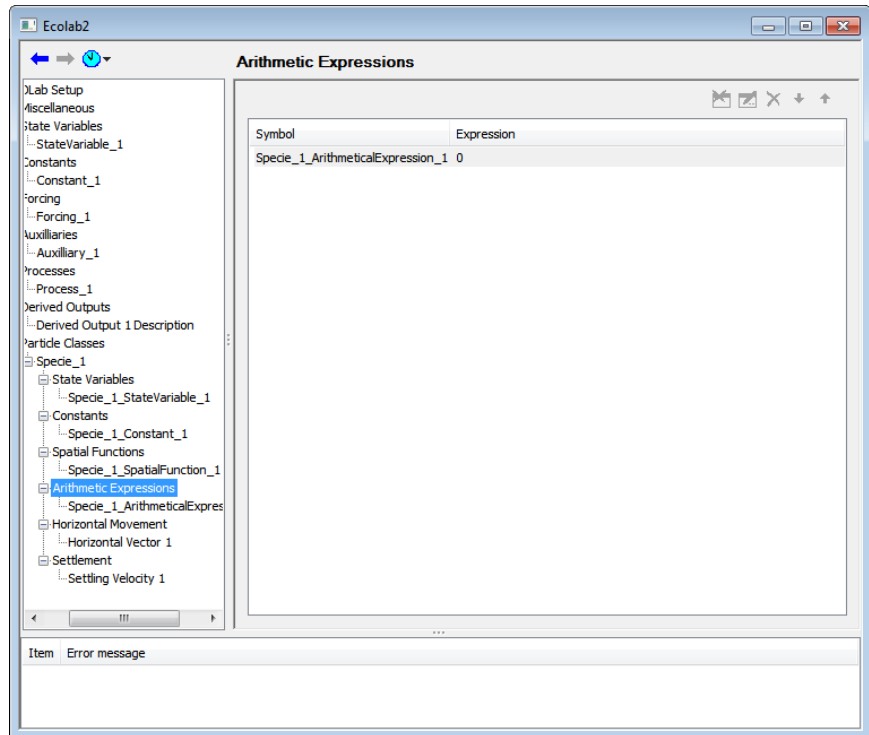 Ecolab2
Arithmetic Expressions
Lab Setup
Miscellaneous
State Variables
StateVariable_1
Constants
Constant_1
Forcing
Forcing_1
Auxilliaries
Auxilliary_1
Processes
Process_1
Derived Outputs
Derived Output 1 Description
Particle Classes
Specie_1
State Variables
Specie_1_StateVariable_1
Constants
Specie_1_Constant_1
Spatial Functions
Specie_1_SpatialFunction_1
Arithmetic Expressions
Specie_1_ArithmeticalExpres
Horizontal Movement
Horizontal Vector 1
Settlement
Settling Velocity 1
Symbol Expression
Specie_1_ArithmeticalExpression_1 0
Item Error message